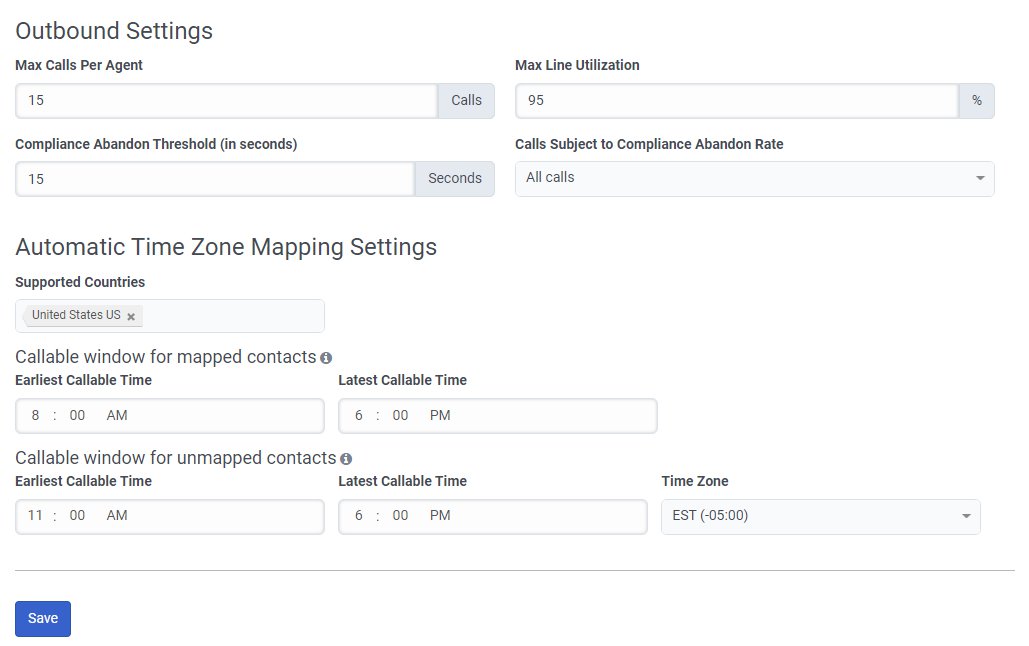 Outbound Settings
Max Calls Per Agent
Max Line Utilization
15 Calls
95 %
Compliance Abandon Threshold (in seconds)
Calls Subject to Compliance Abandon Rate
15 Seconds
All calls
Automatic Time Zone Mapping Settings
Supported Countries
United States US ×
Callable window for mapped contacts
Earliest Callable Time
Latest Callable Time
8 : 00 AM
6 : 00 PM
Callable window for unmapped contacts
Earliest Callable Time
Latest Callable Time
Time Zone
11 : 00 AM
6 : 00 PM
EST (-05:00)
Save